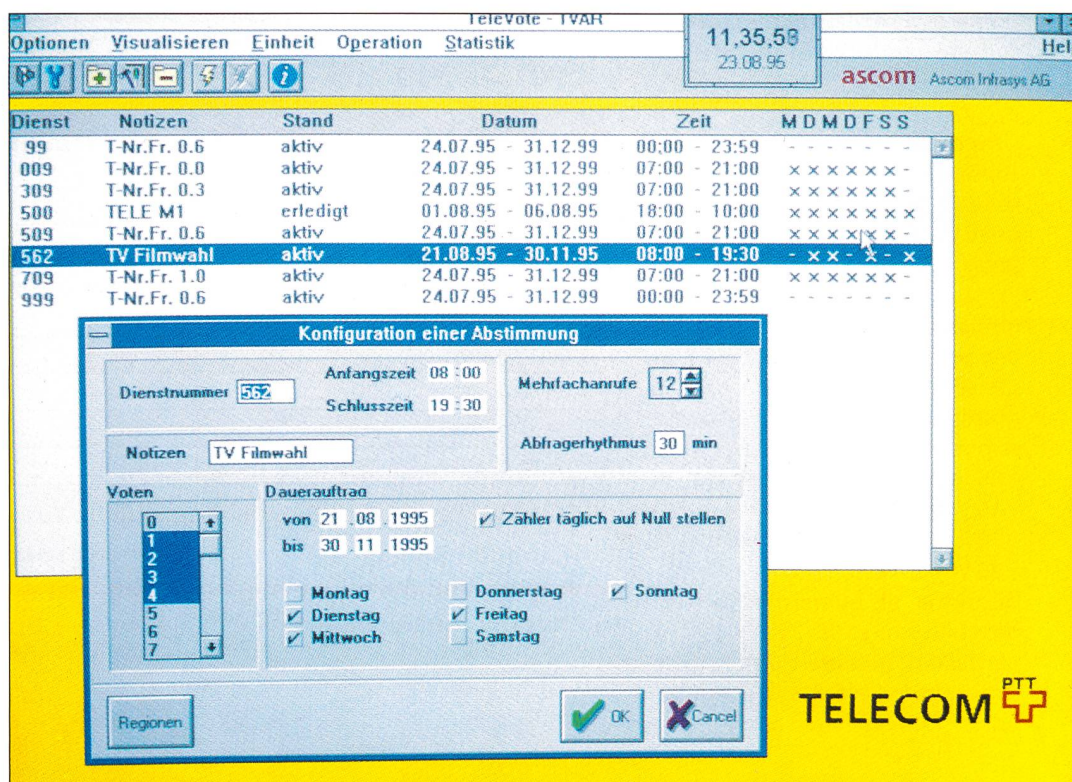 TeleVote - TVAR
Optionen Visualisieren Einheit Operation Statistik
11,35,58
23.08.95
Hel
ascom Ascom Infrasys AG
Dienst Notizen Stand Datum Zeit M D M D F S S
99 T-Nr.Fr. 0.6 aktiv 24.07.95 - 31.12.99 00:00 - 23:59 - - - - - - -
009 T-Nr.Fr. 0.0 aktiv 24.07.95 - 31.12.99 07:00 - 21:00 x x x x x x -
309 T-Nr.Fr. 0.3 aktiv 24.07.95 - 31.12.99 07:00 - 21:00 x x x x x x -
500 TELE M1 erledigt 01.08.95 - 06.08.95 18:00 - 10:00 x x x x x x x
509 T-Nr.Fr. 0.6 aktiv 24.07.95 - 31.12.99 07:00 - 21:00 x x x x x x -
562 TV Filmwahl aktiv 21.08.95 - 30.11.95 08:00 - 19:30 - x x - x - x
709 T-Nr.Fr. 1.0 aktiv 24.07.95 - 31.12.99 07:00 - 21:00 x x x x x x -
999 T-Nr.Fr. 0.6 aktiv 24.07.95 - 31.12.99 00:00 - 23:59 - - - - - - -
Konfiguration einer Abstimmung
Dienstnummer 562
Anfangszeit 08 :00
Schlusszeit 19 :30
Mehrfachanrufe 12
Abfragerhythmus 30 min
Notizen TV Filmwahl
Voten
0
1
2
3
4
5
6
7
Dauerauftrag
von 21 .08 .1995
bis 30 .11 .1995
Zähler täglich auf Null stellen
Montag
Dienstag
Mittwoch
Donnerstag
Freitag
Samstag
Sonntag
Regionen
OK
Cancel
TELECOM PTT